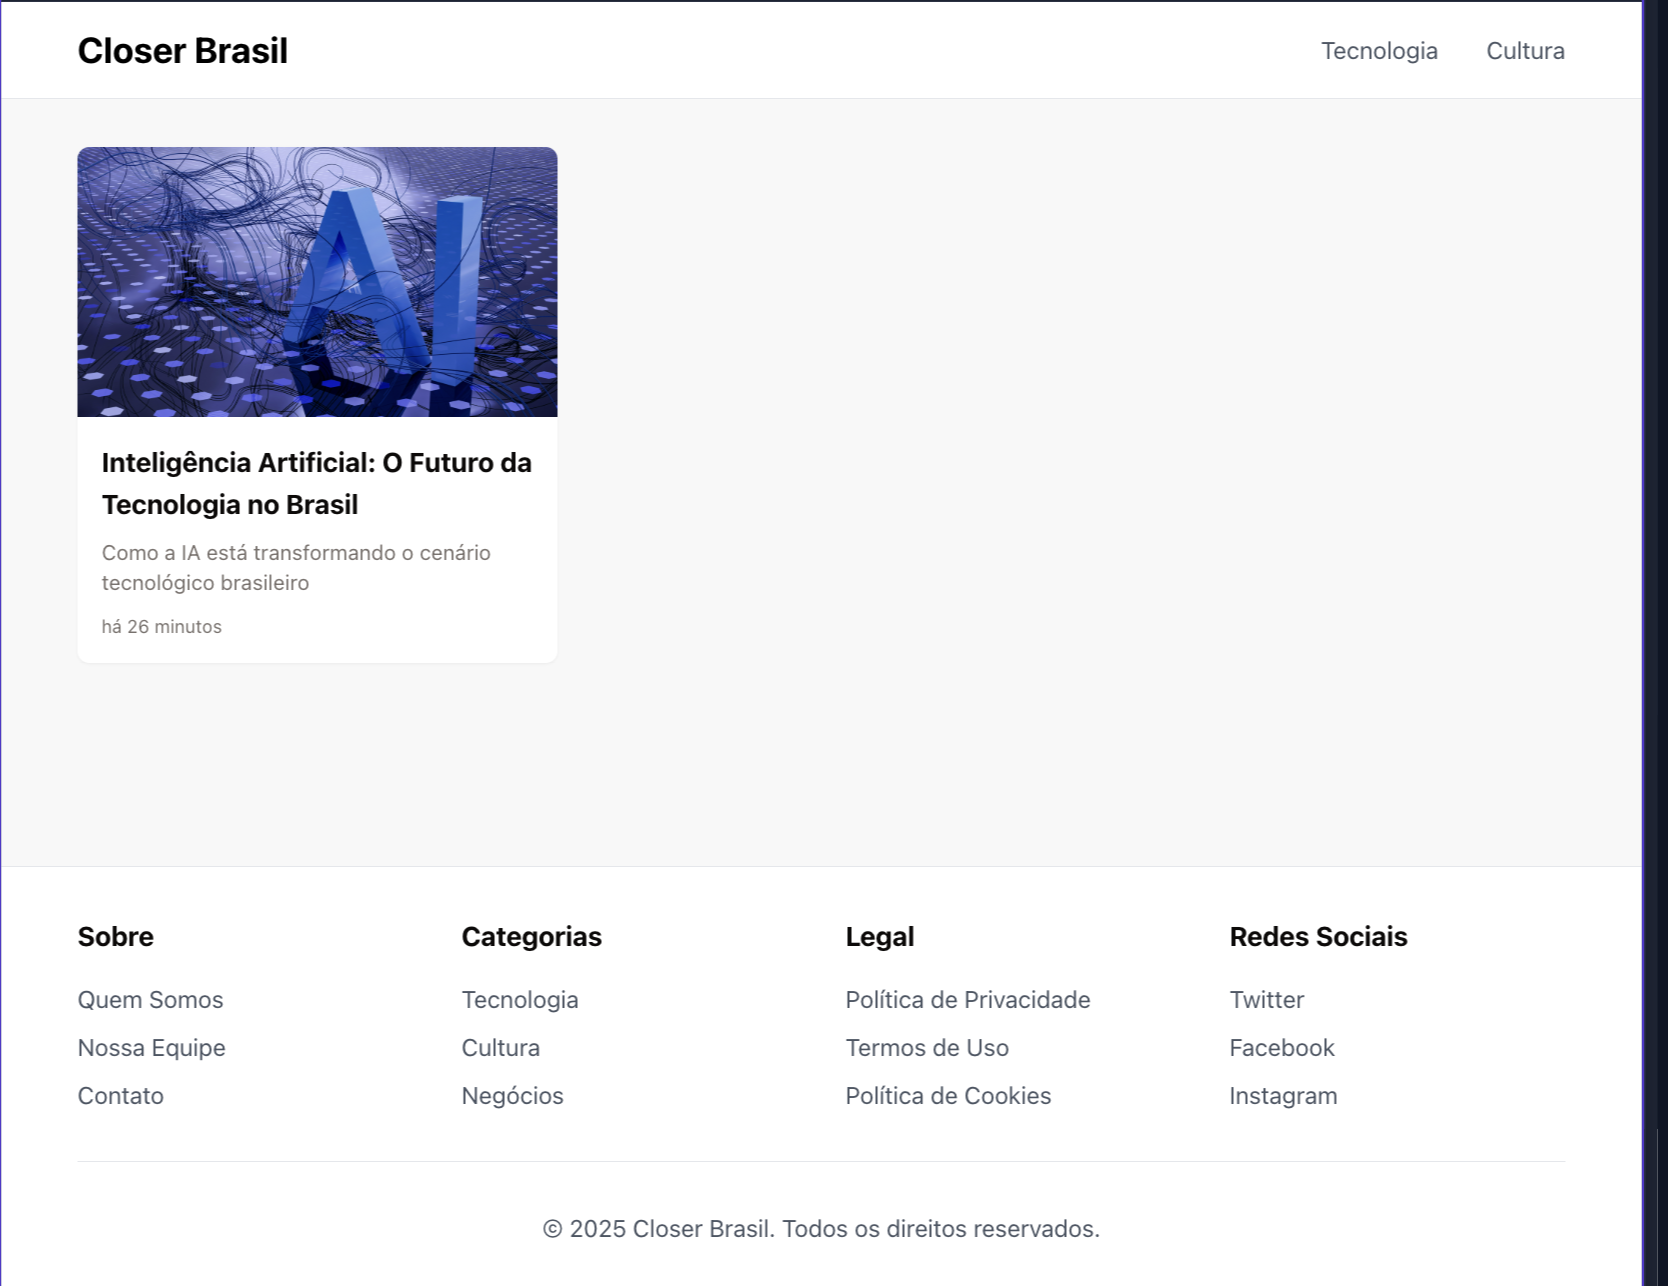 Closer Brasil
Tecnologia
Cultura
AI
Inteligência Artificial: O Futuro da
Tecnologia no Brasil
Como a IA está transformando o cenário
tecnológico brasileiro
há 26 minutos
Sobre
Quem Somos
Nossa Equipe
Contato
Categorias
Tecnologia
Cultura
Negócios
Legal
Política de Privacidade
Termos de Uso
Política de Cookies
Redes Sociais
Twitter
Facebook
Instagram
© 2025 Closer Brasil. Todos os direitos reservados.